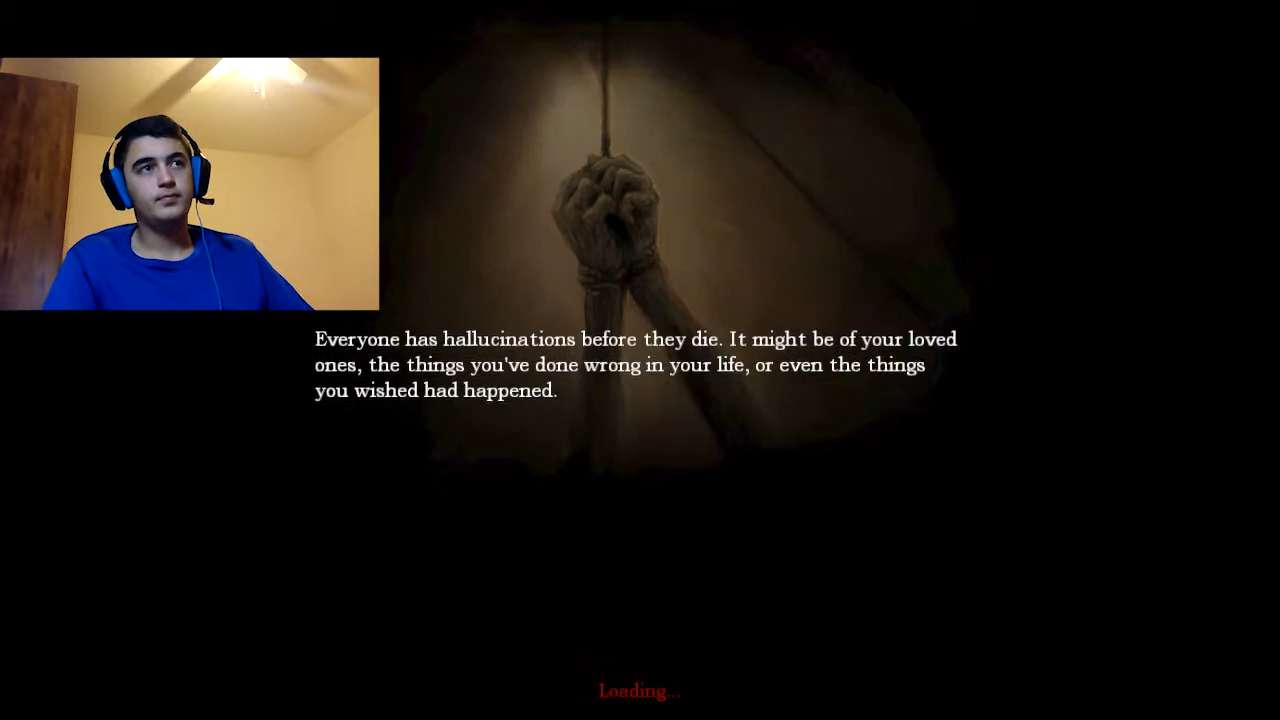 Everyone has hallucinations before they die. It might be of your loved
ones, the things you've done wrong in your life, or even the things
you wished had happened.
Loading...